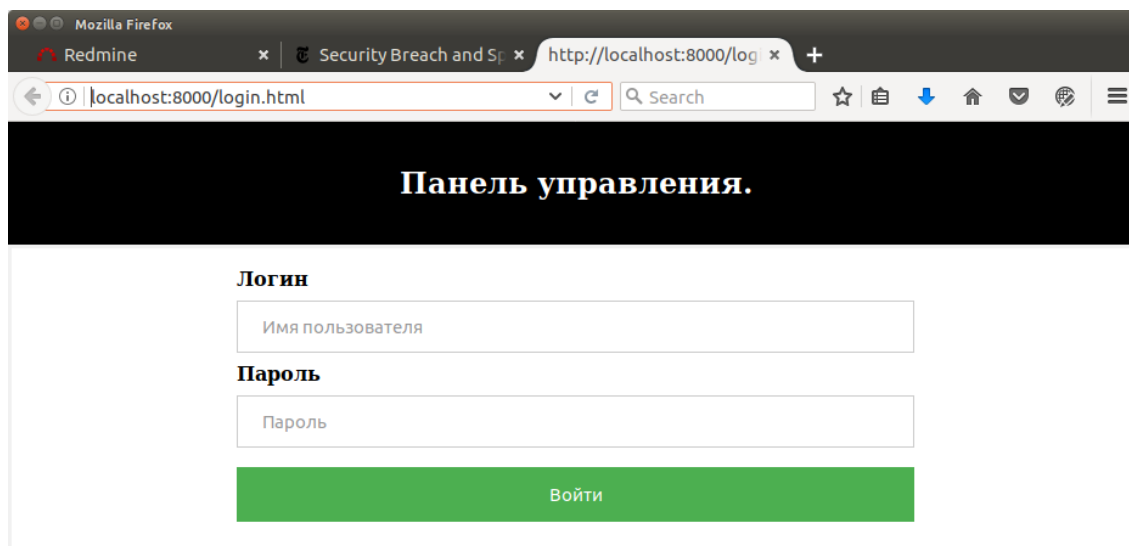 Mozilla Firefox
Redmine
Security Breach and Sp
http://localhost:8000/log
localhost:8000/login.html
Search
Панель управления.
Логин
Имя пользователя
Пароль
Пароль
Войти